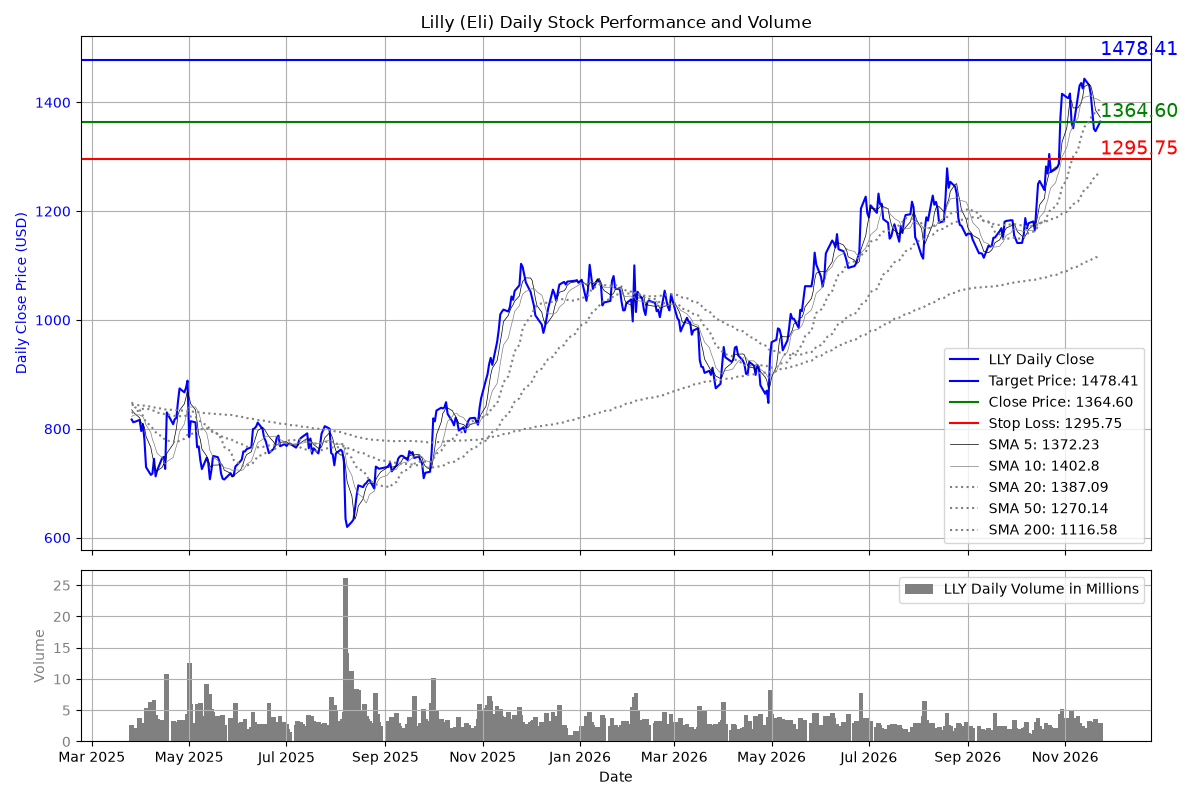 Lilly (Eli) Daily Stock Performance and Volume
1478.41
1364.60
1295.75
1400
1200
1000
800
600
Daily Close Price (USD)
LLY Daily Close
Target Price: 1478.41
Close Price: 1364.60
Stop Loss: 1295.75
SMA 5: 1372.23
SMA 10: 1402.8
SMA 20: 1387.09
SMA 50: 1270.14
SMA 200: 1116.58
LLY Daily Volume in Millions
25
20
15
10
5
0
Volume
Mar 2025 May 2025 Jul 2025 Sep 2025 Nov 2025 Jan 2026 Mar 2026 May 2026 Jul 2026 Sep 2026 Nov 2026
Date